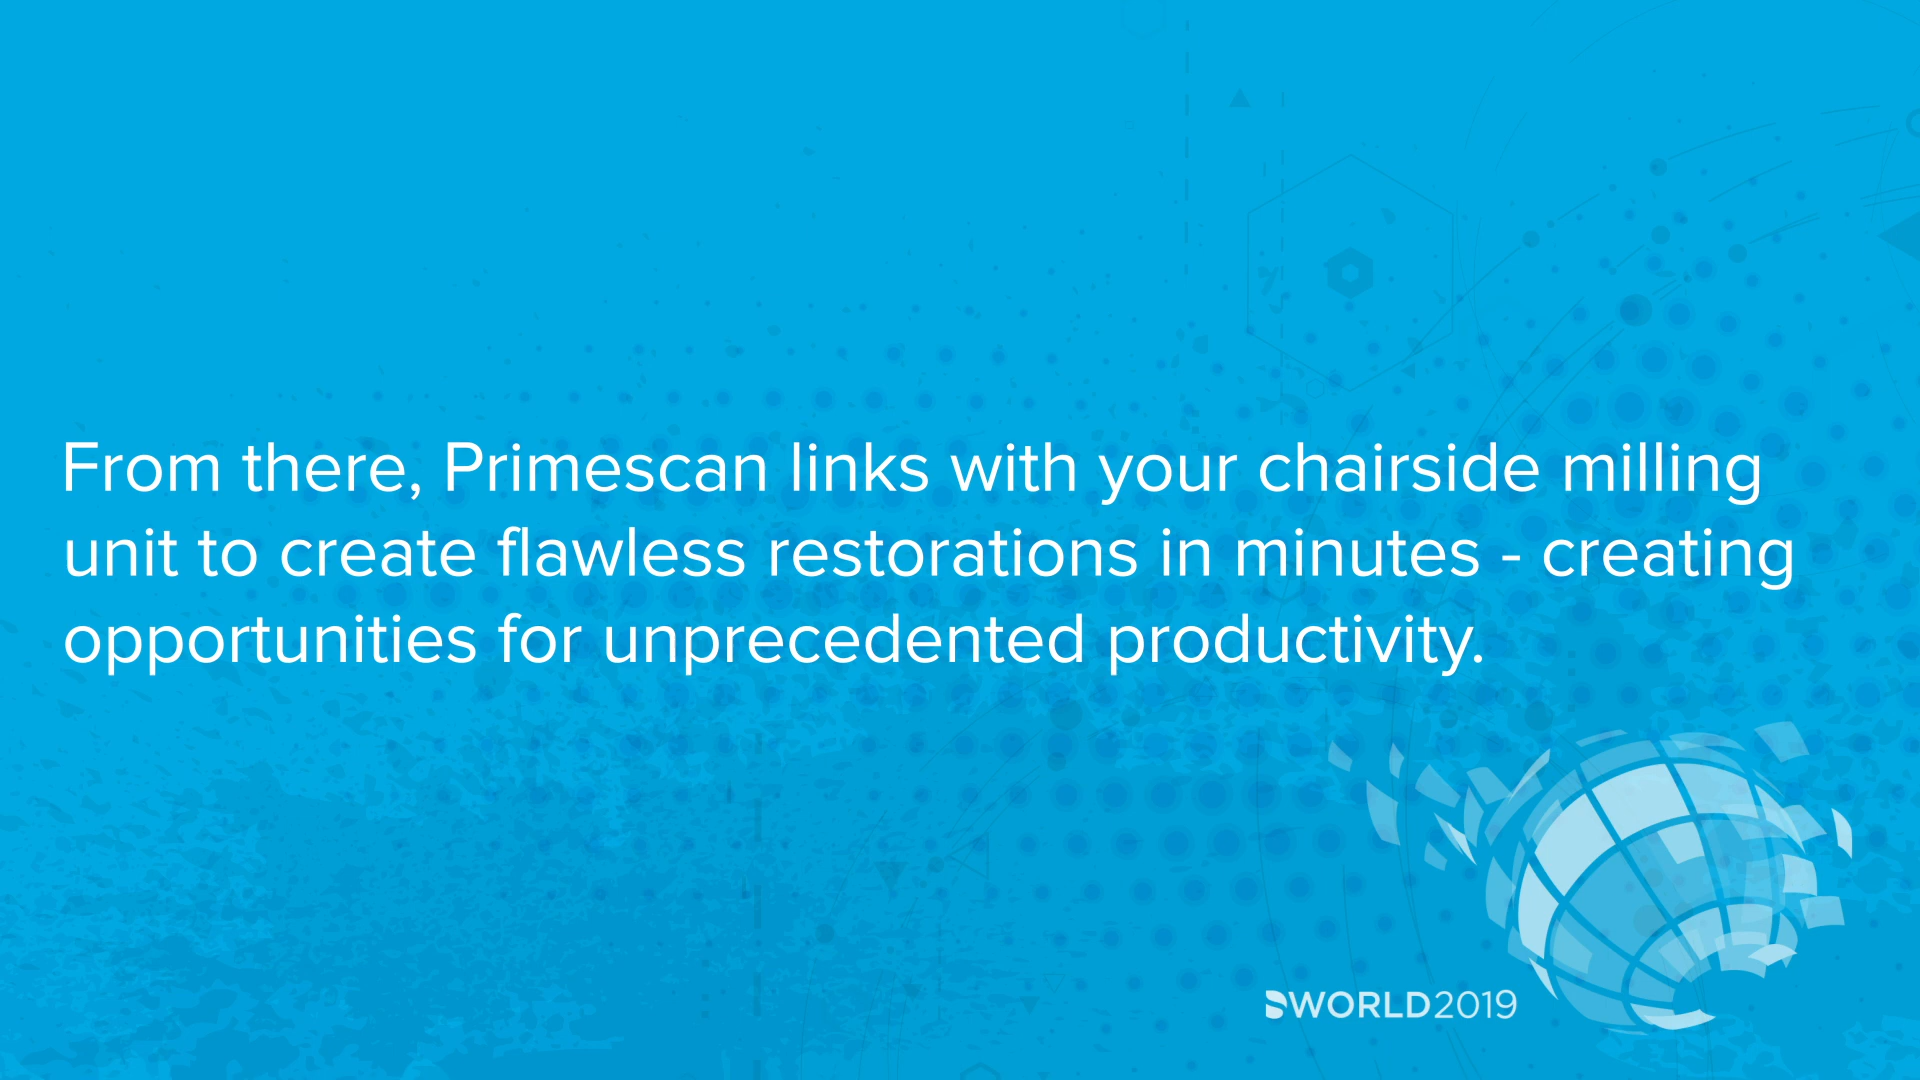 From there, Primescan links with your chairside milling
unit to create flawless restorations in minutes - creating
opportunities for unprecedented productivity.
SWORLD2019